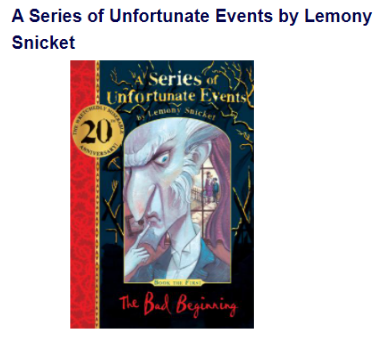 A Series of Unfortunate Events by Lemony
Snicket
A Series of
Unfortunate Events
by Lemony Snicket
20
ANNIVERSARY!
BOOK THE FIRST
The Bad Beginning